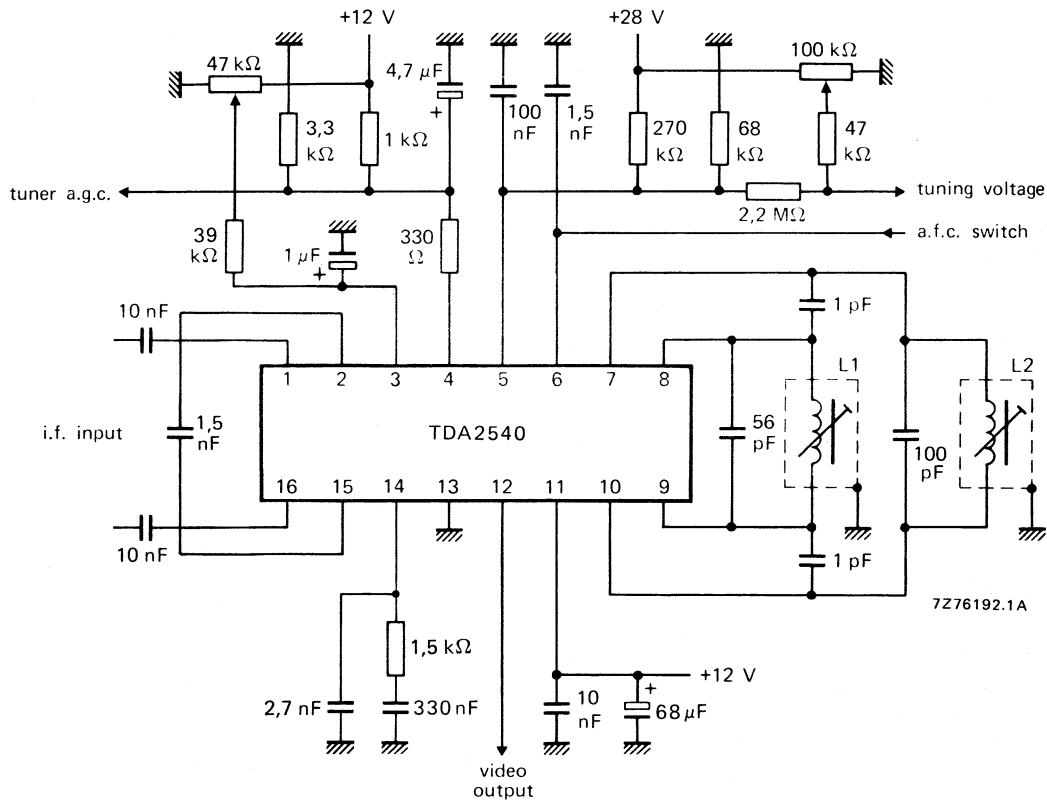 +12 V
+28 V
47 kΩ
4,7 µF
+
100 kΩ
3,3
kΩ
1 kΩ
100
nF
1,5
nF
270
kΩ
68
kΩ
47
kΩ
tuner a.g.c.
tuning voltage
2,2 MΩ
39
kΩ
1 µF
+
330
Ω
a.f.c. switch
10 nF
1 pF
1 2 3 4 5 6 7 8
L1
L2
i.f. input
1,5
nF
TDA2540
56
pF
100
pF
16 15 14 13 12 11 10 9
10 nF
1 pF
7Z76192.1A
1,5 kΩ
+12 V
2,7 nF
330 nF
10
nF
+
68 µF
video
output